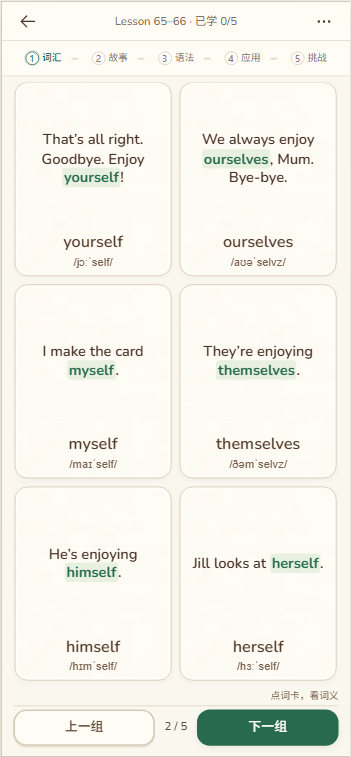 Lesson 65–66 · 已学 0/5
1 词汇 – 2 故事 – 3 语法 – 4 应用 – 5 挑战
That’s all right.
Goodbye. Enjoy
yourself!
yourself
/jɔːˈself/
We always enjoy
ourselves, Mum.
Bye-bye.
ourselves
/aʊəˈselvz/
I make the card
myself.
myself
/maɪˈself/
They’re enjoying
themselves.
themselves
/ðəmˈselvz/
He’s enjoying
himself.
himself
/hɪmˈself/
Jill looks at herself.
herself
/hɜːˈself/
点词卡，看词义
上一组 2 / 5 下一组